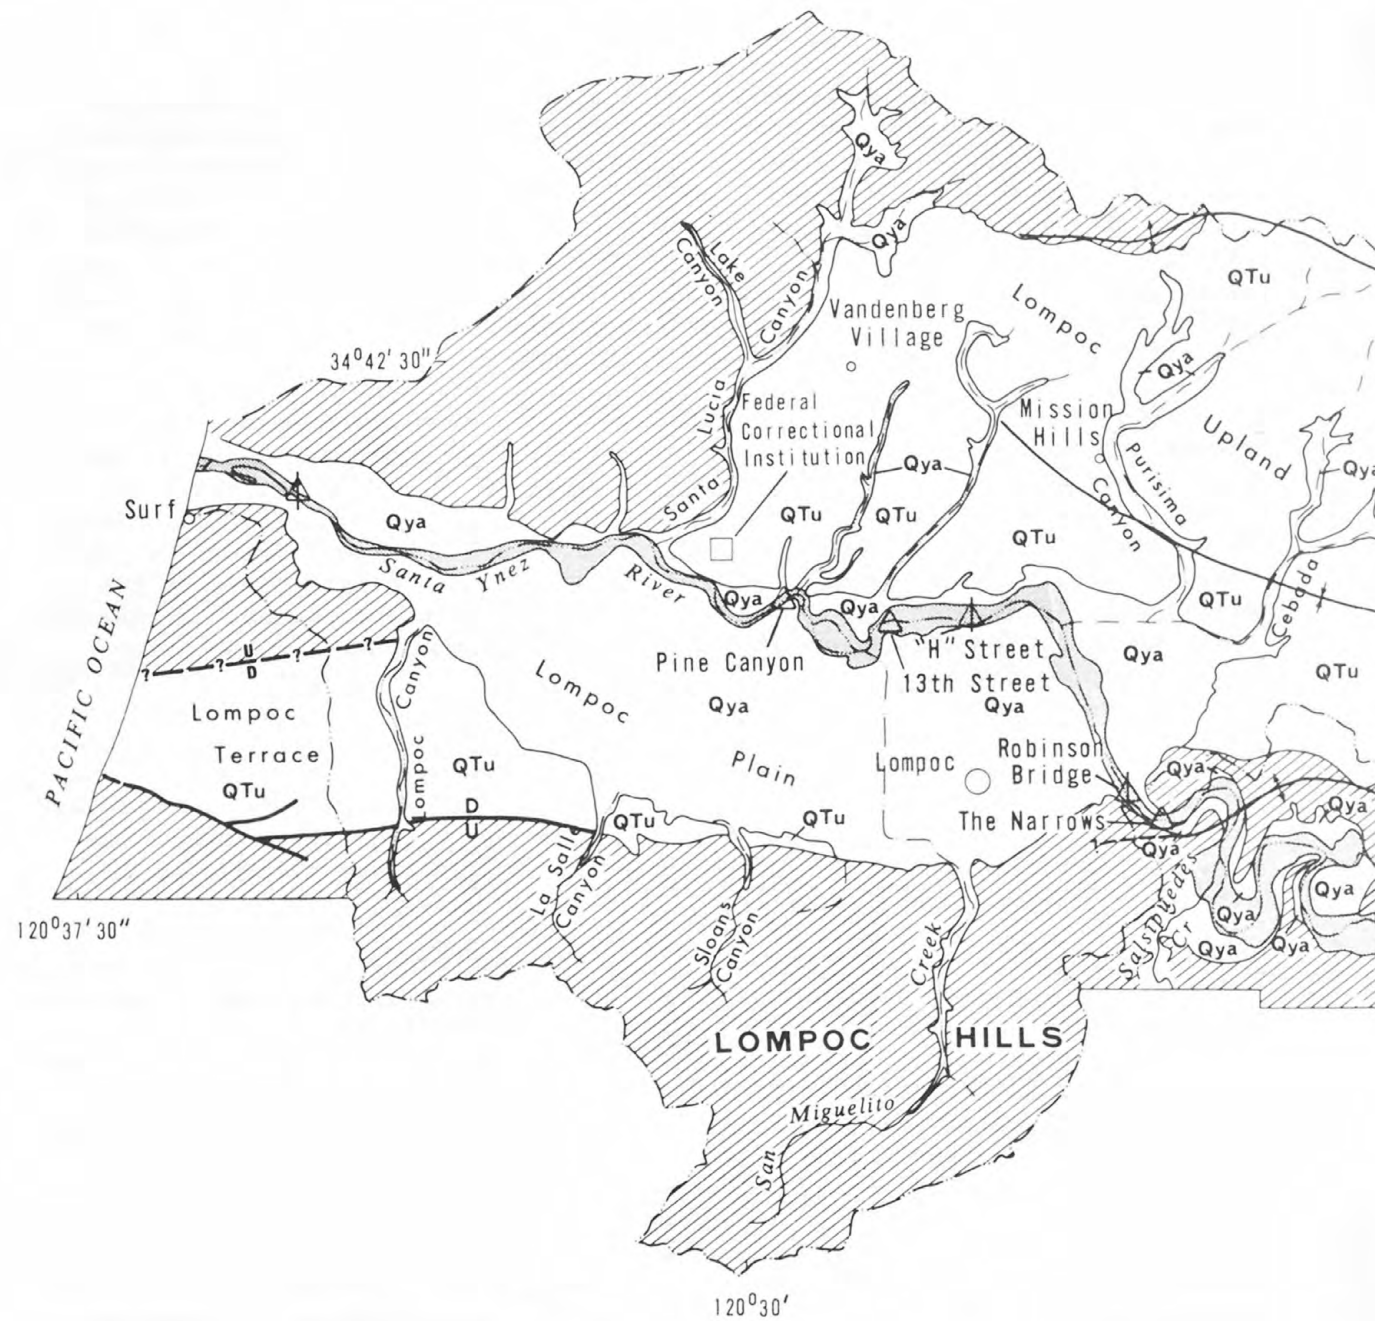 Qya
Qya
Lake
Canyon
Canyon
QTu
Lompoc
Vandenberg
Village
34°42'30"
Qya
Lucia
Federal
Correctional
Institution
Mission
Hills
Upland
Purisima
Canyon
Qya
Qya
Santa
Surf
Qya
QTu
QTu
QTu
Santa Ynez River
Qya
Qya
QTu
Cebada
PACIFIC OCEAN
? ? U ? ?
D
Canyon
Lompoc
Pine Canyon
"H" Street
13th Street
Qya
QTu
Lompoc
Terrace
QTu
Lompoc
Qya
Plain
Qya
Lompoc
Robinson
Bridge
The Narrows
Qya
Qya
Qya
QTu
D
U
QTu
QTu
La Salle
Canyon
Sloans
Canyon
Creek
Salsipuedes
Cr
Qya
Qya
Qya
Qya
120°37'30"
LOMPOC HILLS
San Miguelito
120°30'